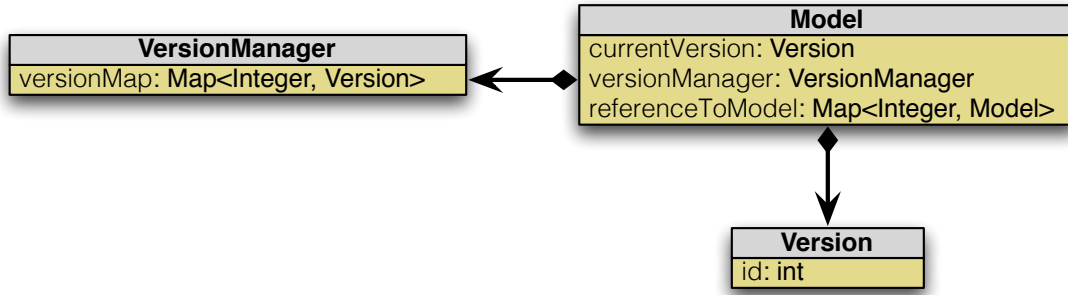 VersionManager
versionMap: Map<Integer, Version>
Model
currentVersion: Version
versionManager: VersionManager
referenceToModel: Map<Integer, Model>
Version
id: int